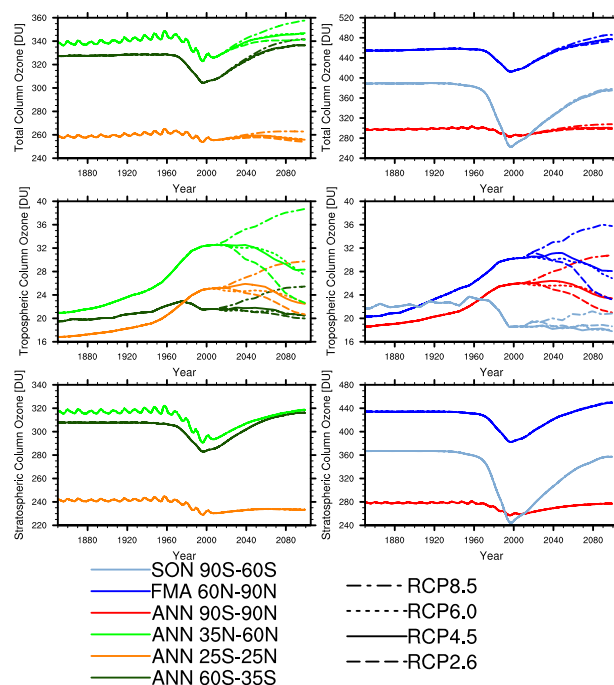 Total Column Ozone [DU]
360
340
320
300
280
260
240
1880 1920 1960 2000 2040 2080
Year
Total Column Ozone [DU]
520
480
440
400
360
320
280
240
1880 1920 1960 2000 2040 2080
Year
Tropospheric Column Ozone [DU]
40
36
32
28
24
20
16
1880 1920 1960 2000 2040 2080
Year
Tropospheric Column Ozone [DU]
40
36
32
28
24
20
16
1880 1920 1960 2000 2040 2080
Year
Stratospheric Column Ozone [DU]
340
320
300
280
260
240
220
1880 1920 1960 2000 2040 2080
Year
Stratospheric Column Ozone [DU]
480
440
400
360
320
280
240
1880 1920 1960 2000 2040 2080
Year
SON 90S-60S
FMA 60N-90N
ANN 90S-90N
ANN 35N-60N
ANN 25S-25N
ANN 60S-35S
RCP8.5
RCP6.0
RCP4.5
RCP2.6